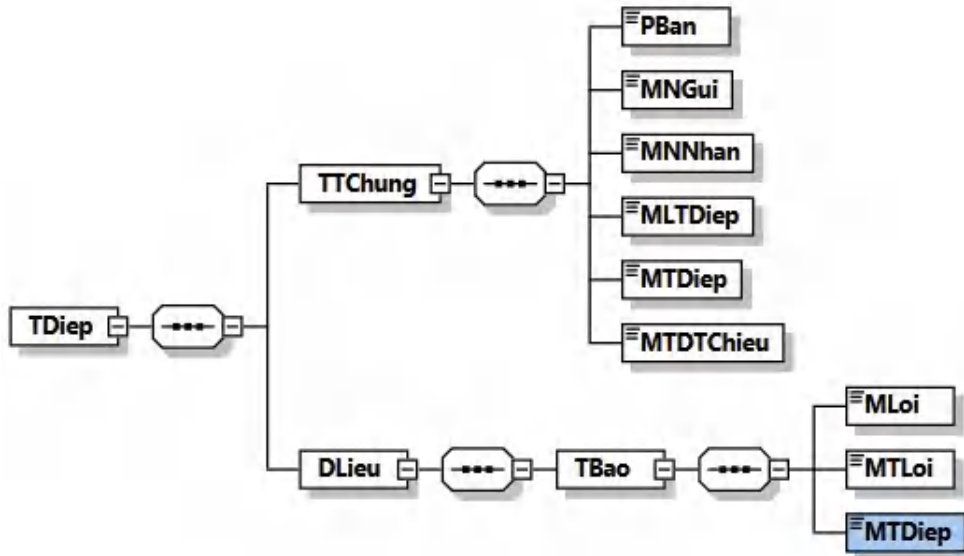 PBan
MNGui
MNNhan
TTChung
MLTDiep
MTDiep
TDiep
MTDTChieu
MLoi
DLieu
TBao
MTLoi
MTDiep